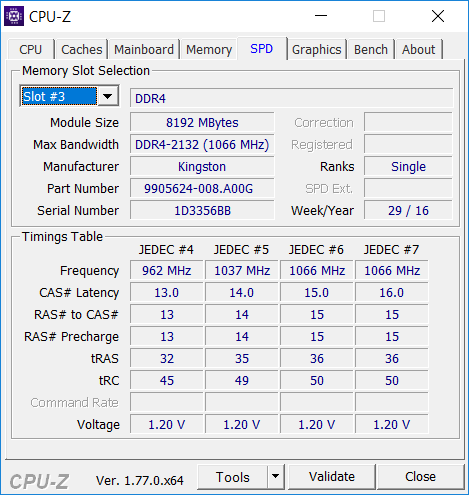 CPU-Z
CPU Caches Mainboard Memory SPD Graphics Bench About
Memory Slot Selection
Slot #3 DDR4
Module Size 8192 MBytes Correction
Max Bandwidth DDR4-2132 (1066 MHz) Registered
Manufacturer Kingston Ranks Single
Part Number 9905624-008.A00G SPD Ext.
Serial Number 1D3356BB Week/Year 29 / 16
Timings Table
JEDEC #4 JEDEC #5 JEDEC #6 JEDEC #7
Frequency 962 MHz 1037 MHz 1066 MHz 1066 MHz
CAS# Latency 13.0 14.0 15.0 16.0
RAS# to CAS# 13 14 15 15
RAS# Precharge 13 14 15 15
tRAS 32 35 36 36
tRC 45 49 50 50
Command Rate
Voltage 1.20 V 1.20 V 1.20 V 1.20 V
CPU-Z Ver. 1.77.0.x64 Tools Validate Close